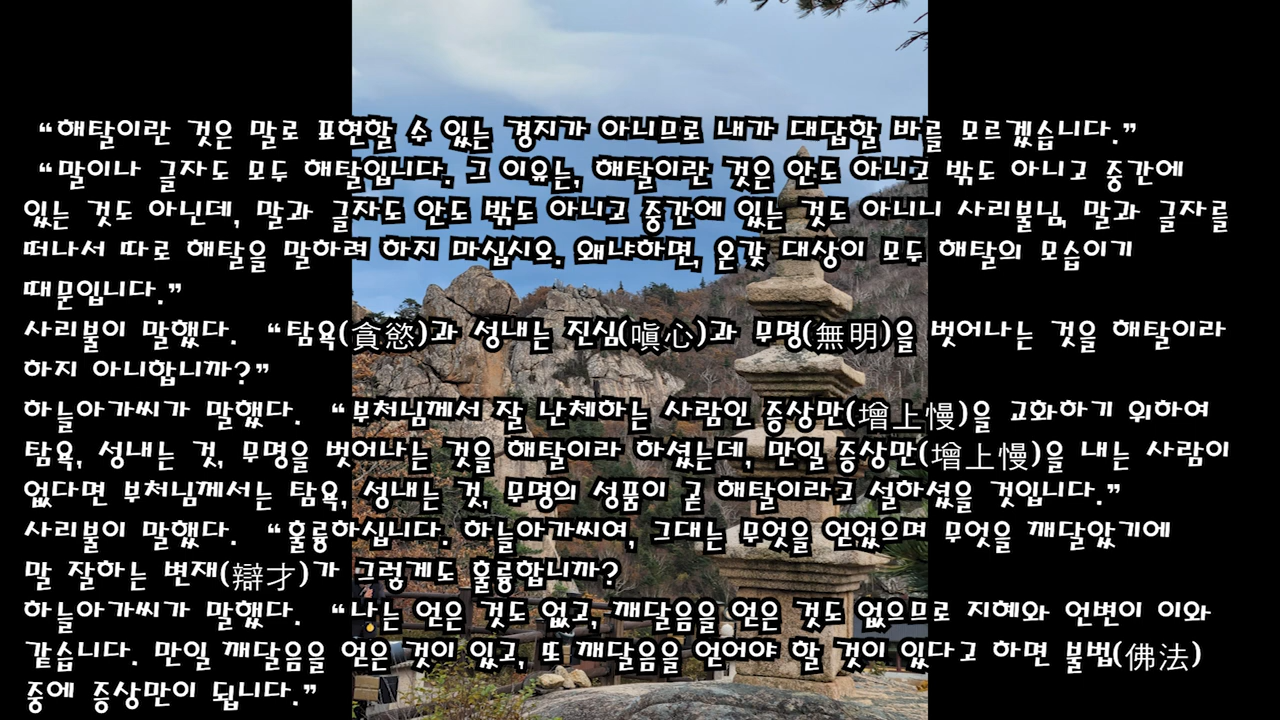 “해탈이란 것은 말로 표현할 수 있는 경지가 아니므로 내가 대답할 바를 모르겠습니다.”
“말이나 글자도 모두 해탈입니다. 그 이유는, 해탈이란 것은 안도 아니고 밖도 아니고 중간에
있는 것도 아닌데, 말과 글자도 안도 밖도 아니고 중간에 있는 것도 아니니 사리불님, 말과 글자를
떠나서 따로 해탈을 말하려 하지 마십시오. 왜냐하면, 온갖 대상이 모두 해탈의 모습이기
때문입니다.”
사리불이 말했다. “탐욕(貪慾)과 성내는 진심(嗔心)과 무명(無明)을 벗어나는 것을 해탈이라
하지 아니합니까?”
하늘아가씨가 말했다. “부처님께서 잘 난체하는 사람인 증상만(增上慢)을 교화하기 위하여
탐욕, 성내는 것, 무명을 벗어나는 것을 해탈이라 하셨는데, 만일 증상만(增上慢)을 내는 사람이
없다면 부처님께서는 탐욕, 성내는 것, 무명의 성품이 곧 해탈이라고 설하셨을 것입니다.”
사리불이 말했다. “훌륭하십니다. 하늘아가씨여, 그대는 무엇을 얻었으며 무엇을 깨달았기에
말 잘하는 변재(辯才)가 그렇게도 훌륭합니까?
하늘아가씨가 말했다. “나는 얻은 것도 없고, 깨달음을 얻은 것도 없으므로 지혜와 언변이 이와
같습니다. 만일 깨달음을 얻은 것이 있고, 또 깨달음을 얻어야 할 것이 있다고 하면 불법(佛法)
중에 증상만이 됩니다.”